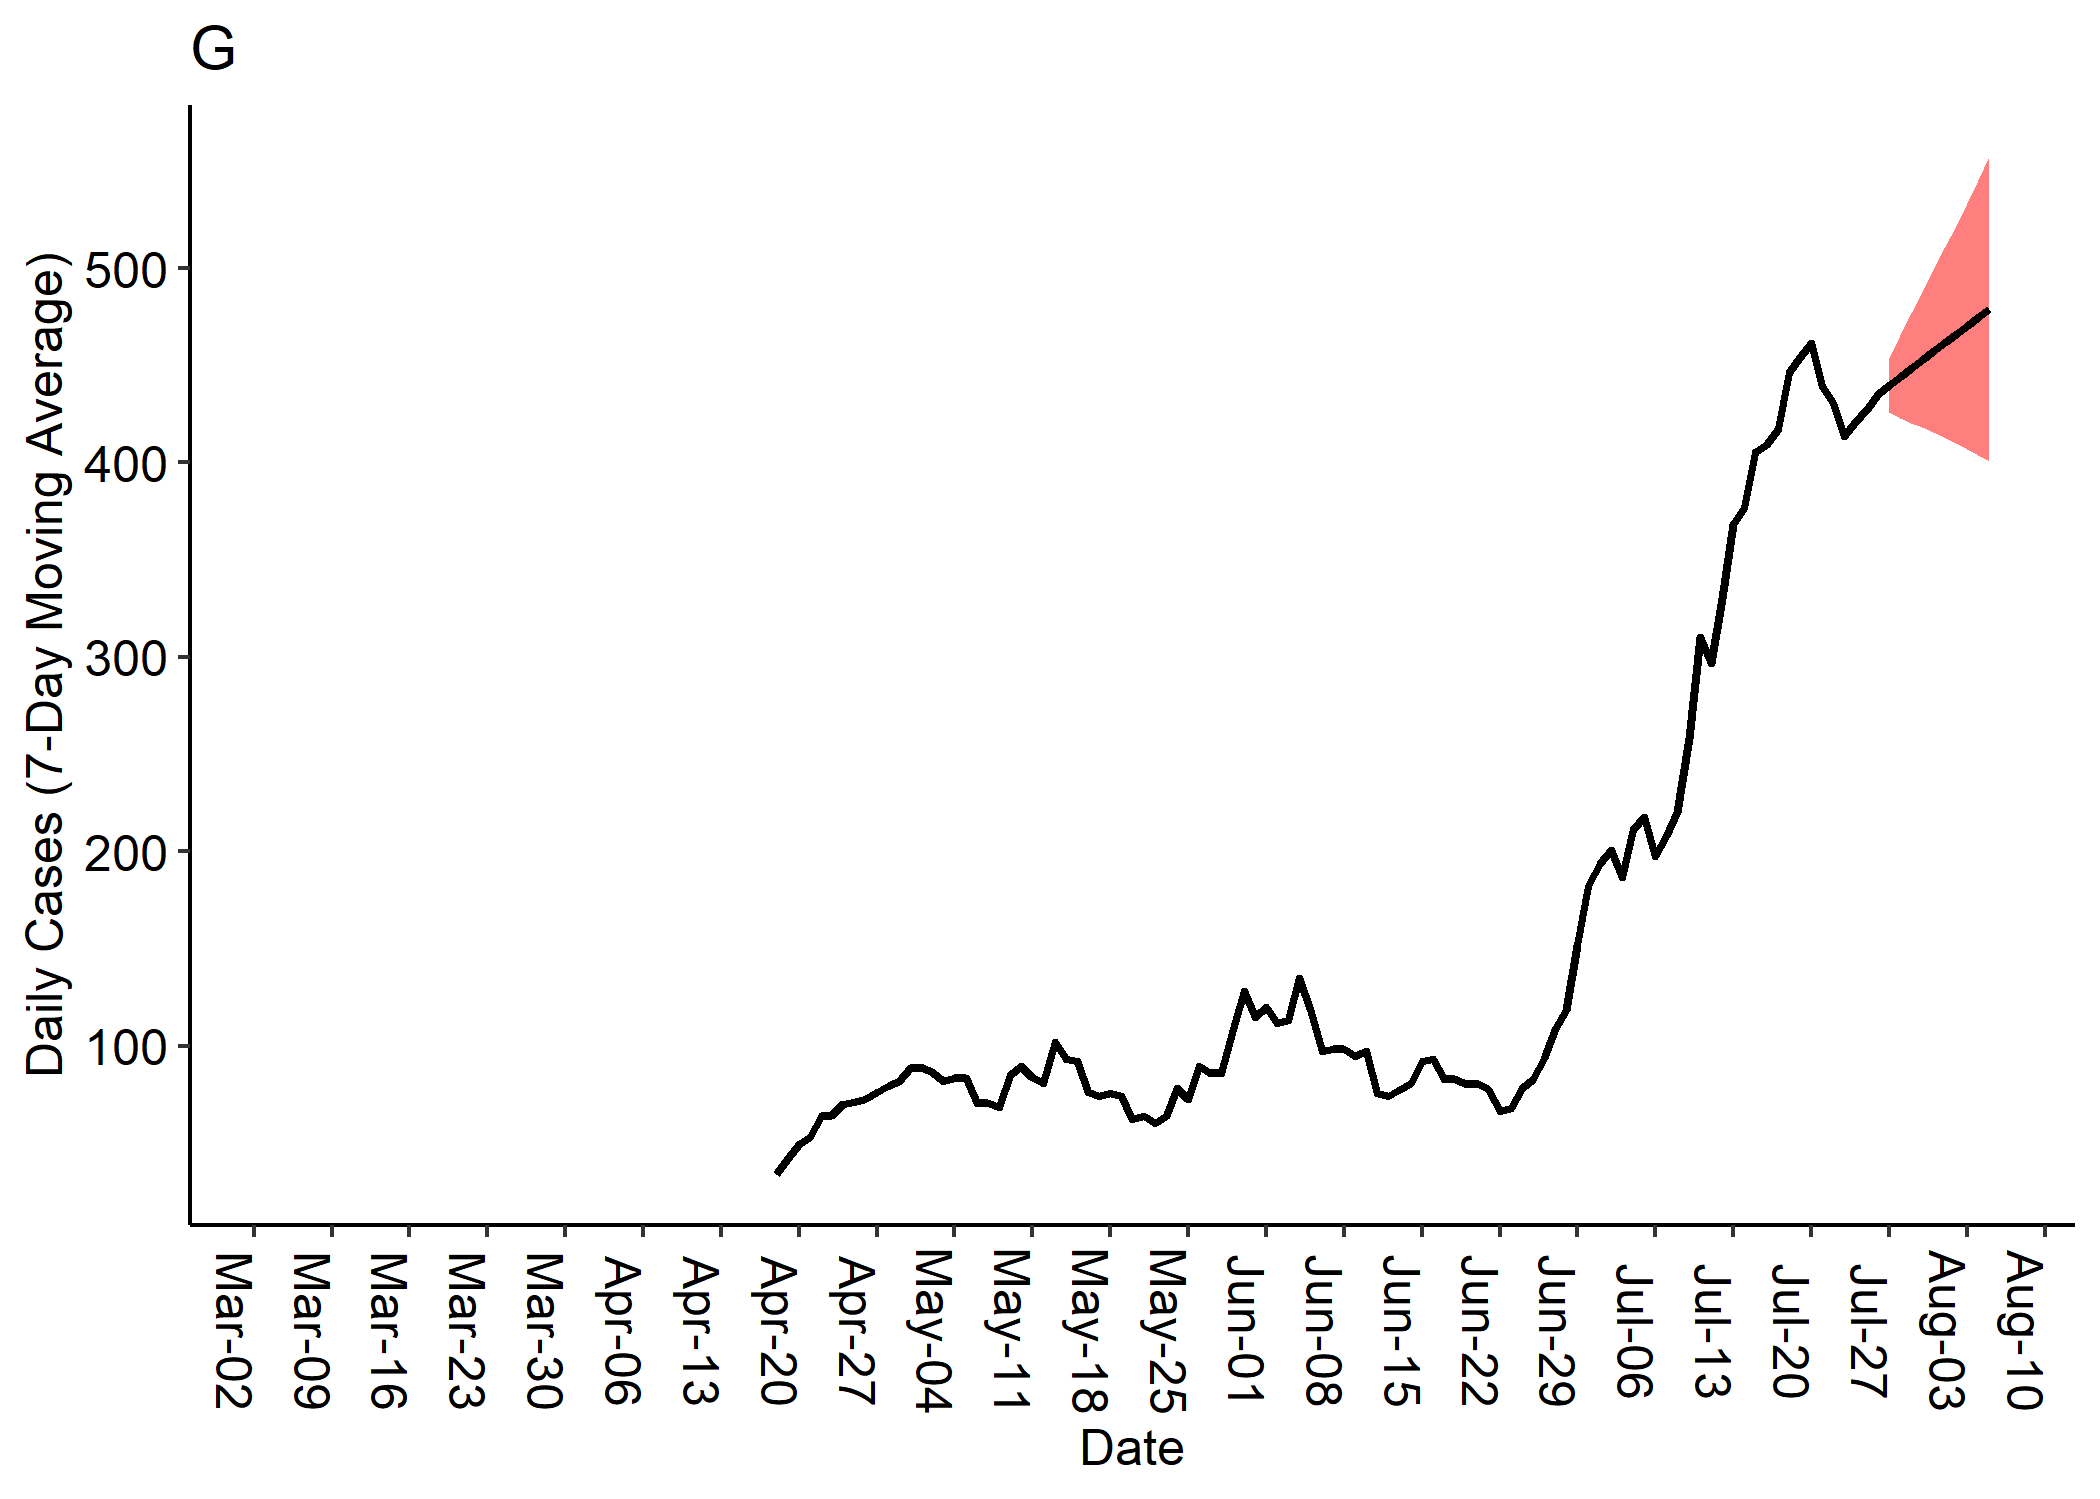 G
Daily Cases (7-Day Moving Average)
500
400
300
200
100
Mar-02
Mar-09
Mar-16
Mar-23
Mar-30
Apr-06
Apr-13
Apr-20
Apr-27
May-04
May-11
May-18
May-25
Jun-01
Jun-08
Jun-15
Jun-22
Jun-29
Jul-06
Jul-13
Jul-20
Jul-27
Aug-03
Aug-10
Date